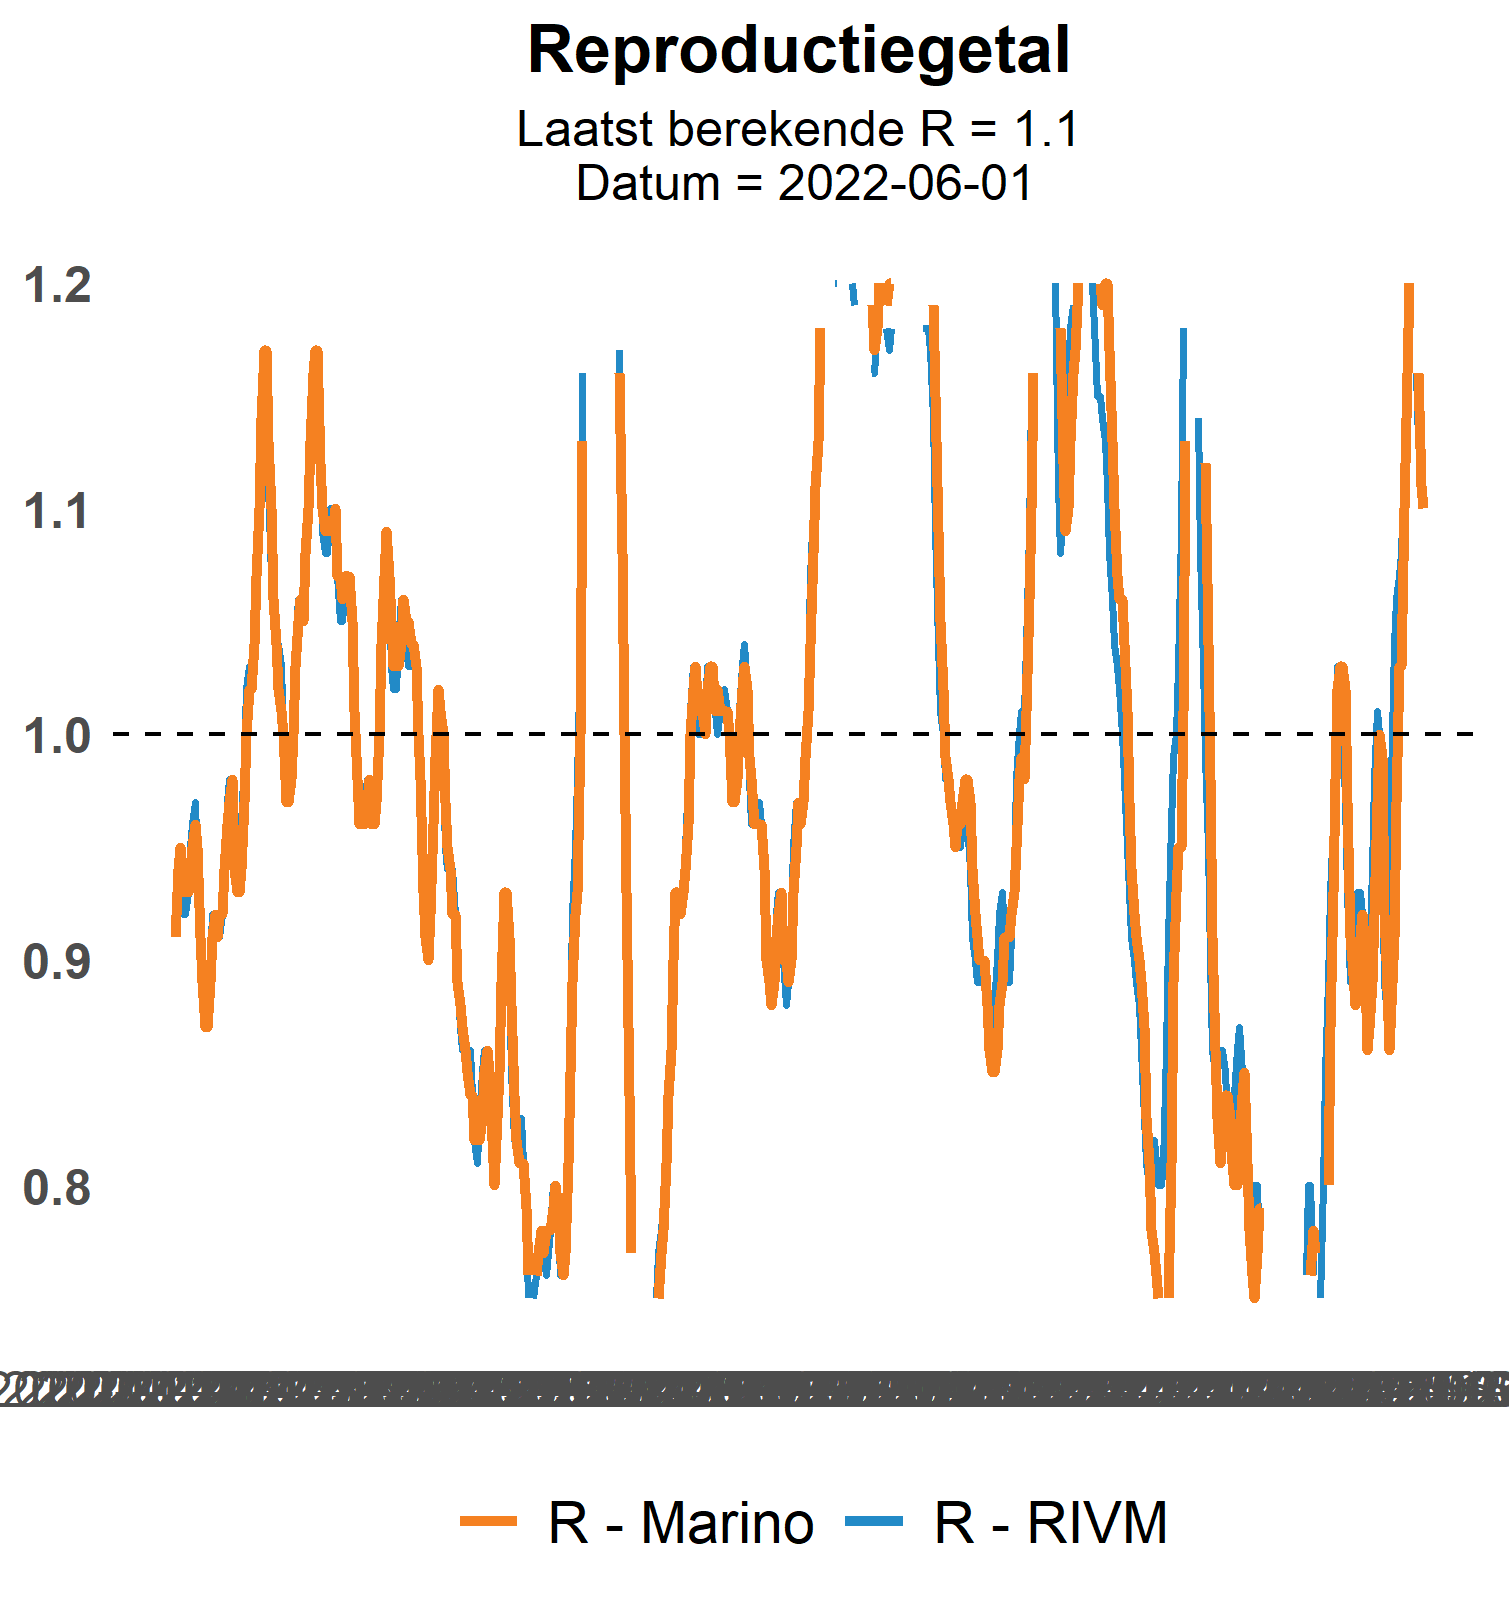 Reproductiegetal
Laatst berekende R = 1.1
Datum = 2022-06-01
1.2
1.1
1.0
0.9
0.8
R - Marino
R - RIVM